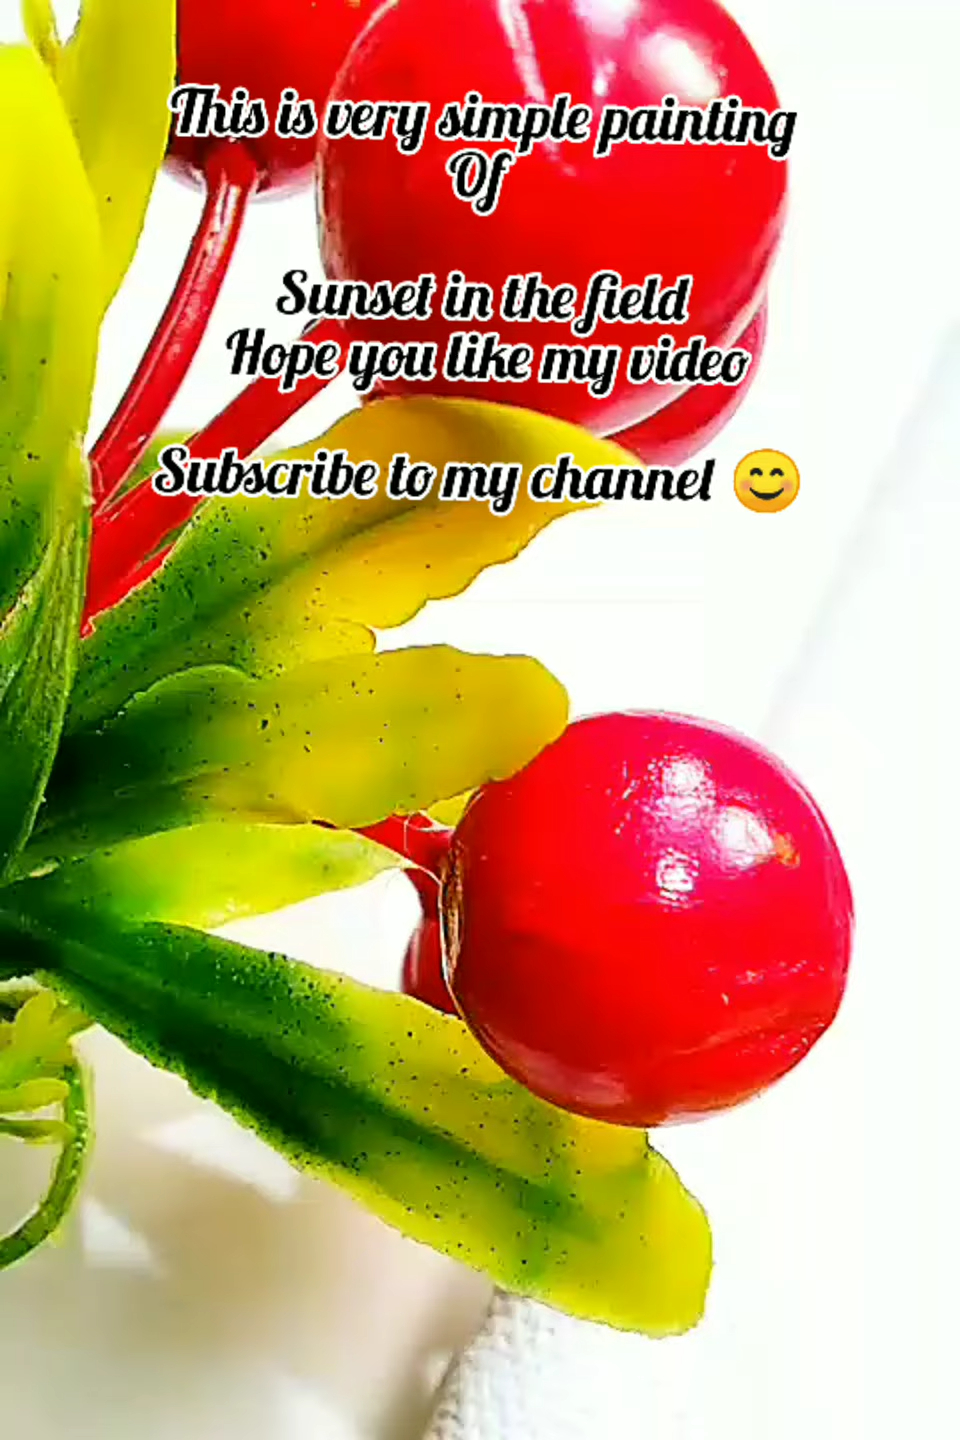 This is very simple painting
Of
Sunset in the field
Hope you like my video
Subscribe to my channel 😊